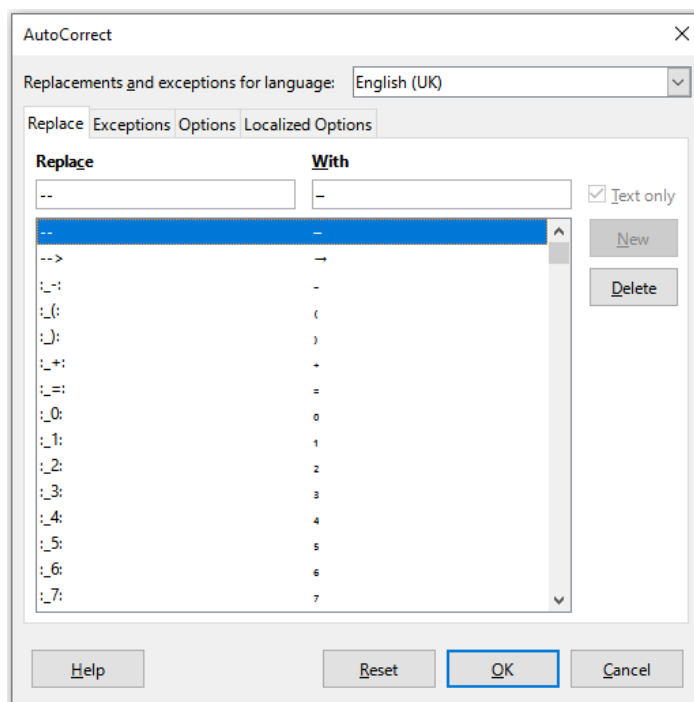 AutoCorrect
Replacements and exceptions for language: English (UK)
Replace Exceptions Options Localized Options
Replace With
-- – Text only
-- –
New
--> →
:_-: ₋
Delete
:_(: ₍
:_): ₎
:_+: ₊
:_=: ₌
:_0: ₀
:_1: ₁
:_2: ₂
:_3: ₃
:_4: ₄
:_5: ₅
:_6: ₆
:_7: ₇
Help Reset OK Cancel